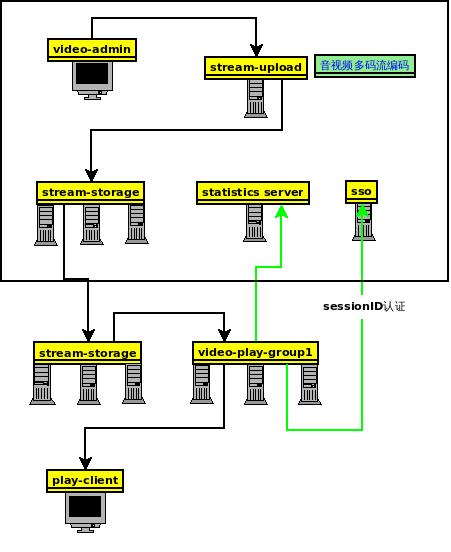 video-admin
stream-upload
音视频多码流编码
stream-storage
statistics server
sso
sessionID认证
stream-storage
video-play-group1
play-client